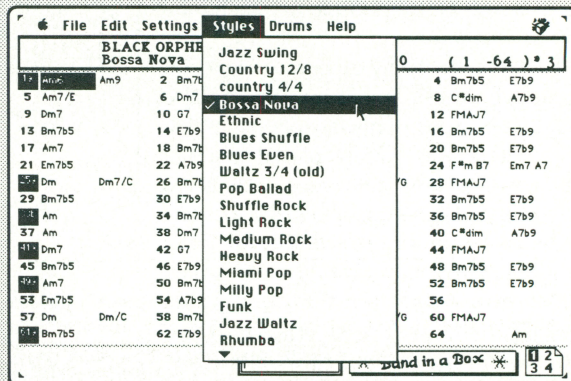 File Edit Settings Styles Drums Help
BLACK ORPHE
Bossa Nova
0 ( 1 -64 ) * 3
Jazz Swing
Country 12/8
country 4/4
✓ Bossa Nova
Ethnic
Blues Shuffle
Blues Even
Waltz 3/4 (old)
Pop Ballad
Shuffle Rock
Light Rock
Medium Rock
Heavy Rock
Miami Pop
Milly Pop
Funk
Jazz Waltz
Rhumba
Am9 2 Bm7b 4 Bm7b5 E7b9
5 Am7/E 6 Dm7 8 C#dim A7b9
9 Dm7 10 G7 12 FMAJ7
13 Bm7b5 14 E7b9 16 Bm7b5 E7b9
17 Am7 18 Bm7b 20 Bm7b5 E7b9
21 Em7b5 22 A7b9 24 F#m B7 Em7 A7
Dm Dm7/C 26 Bm7b /G 28 FMAJ7
29 Bm7b5 30 E7b9 32 Bm7b5 E7b9
Am 34 Bm7b 36 Bm7b5 E7b9
37 Am 38 Dm7 40 C#dim A7b9
Dm7 42 G7 44 FMAJ7
45 Bm7b5 46 E7b9 48 Bm7b5 E7b9
Am7 50 Bm7b 52 Bm7b5 E7b9
53 Em7b5 54 A7b9 56
57 Dm Dm/C 58 Bm7b /G 60 FMAJ7
Bm7b5 62 E7b9 64 Am
Band in a Box
1 2
3 4